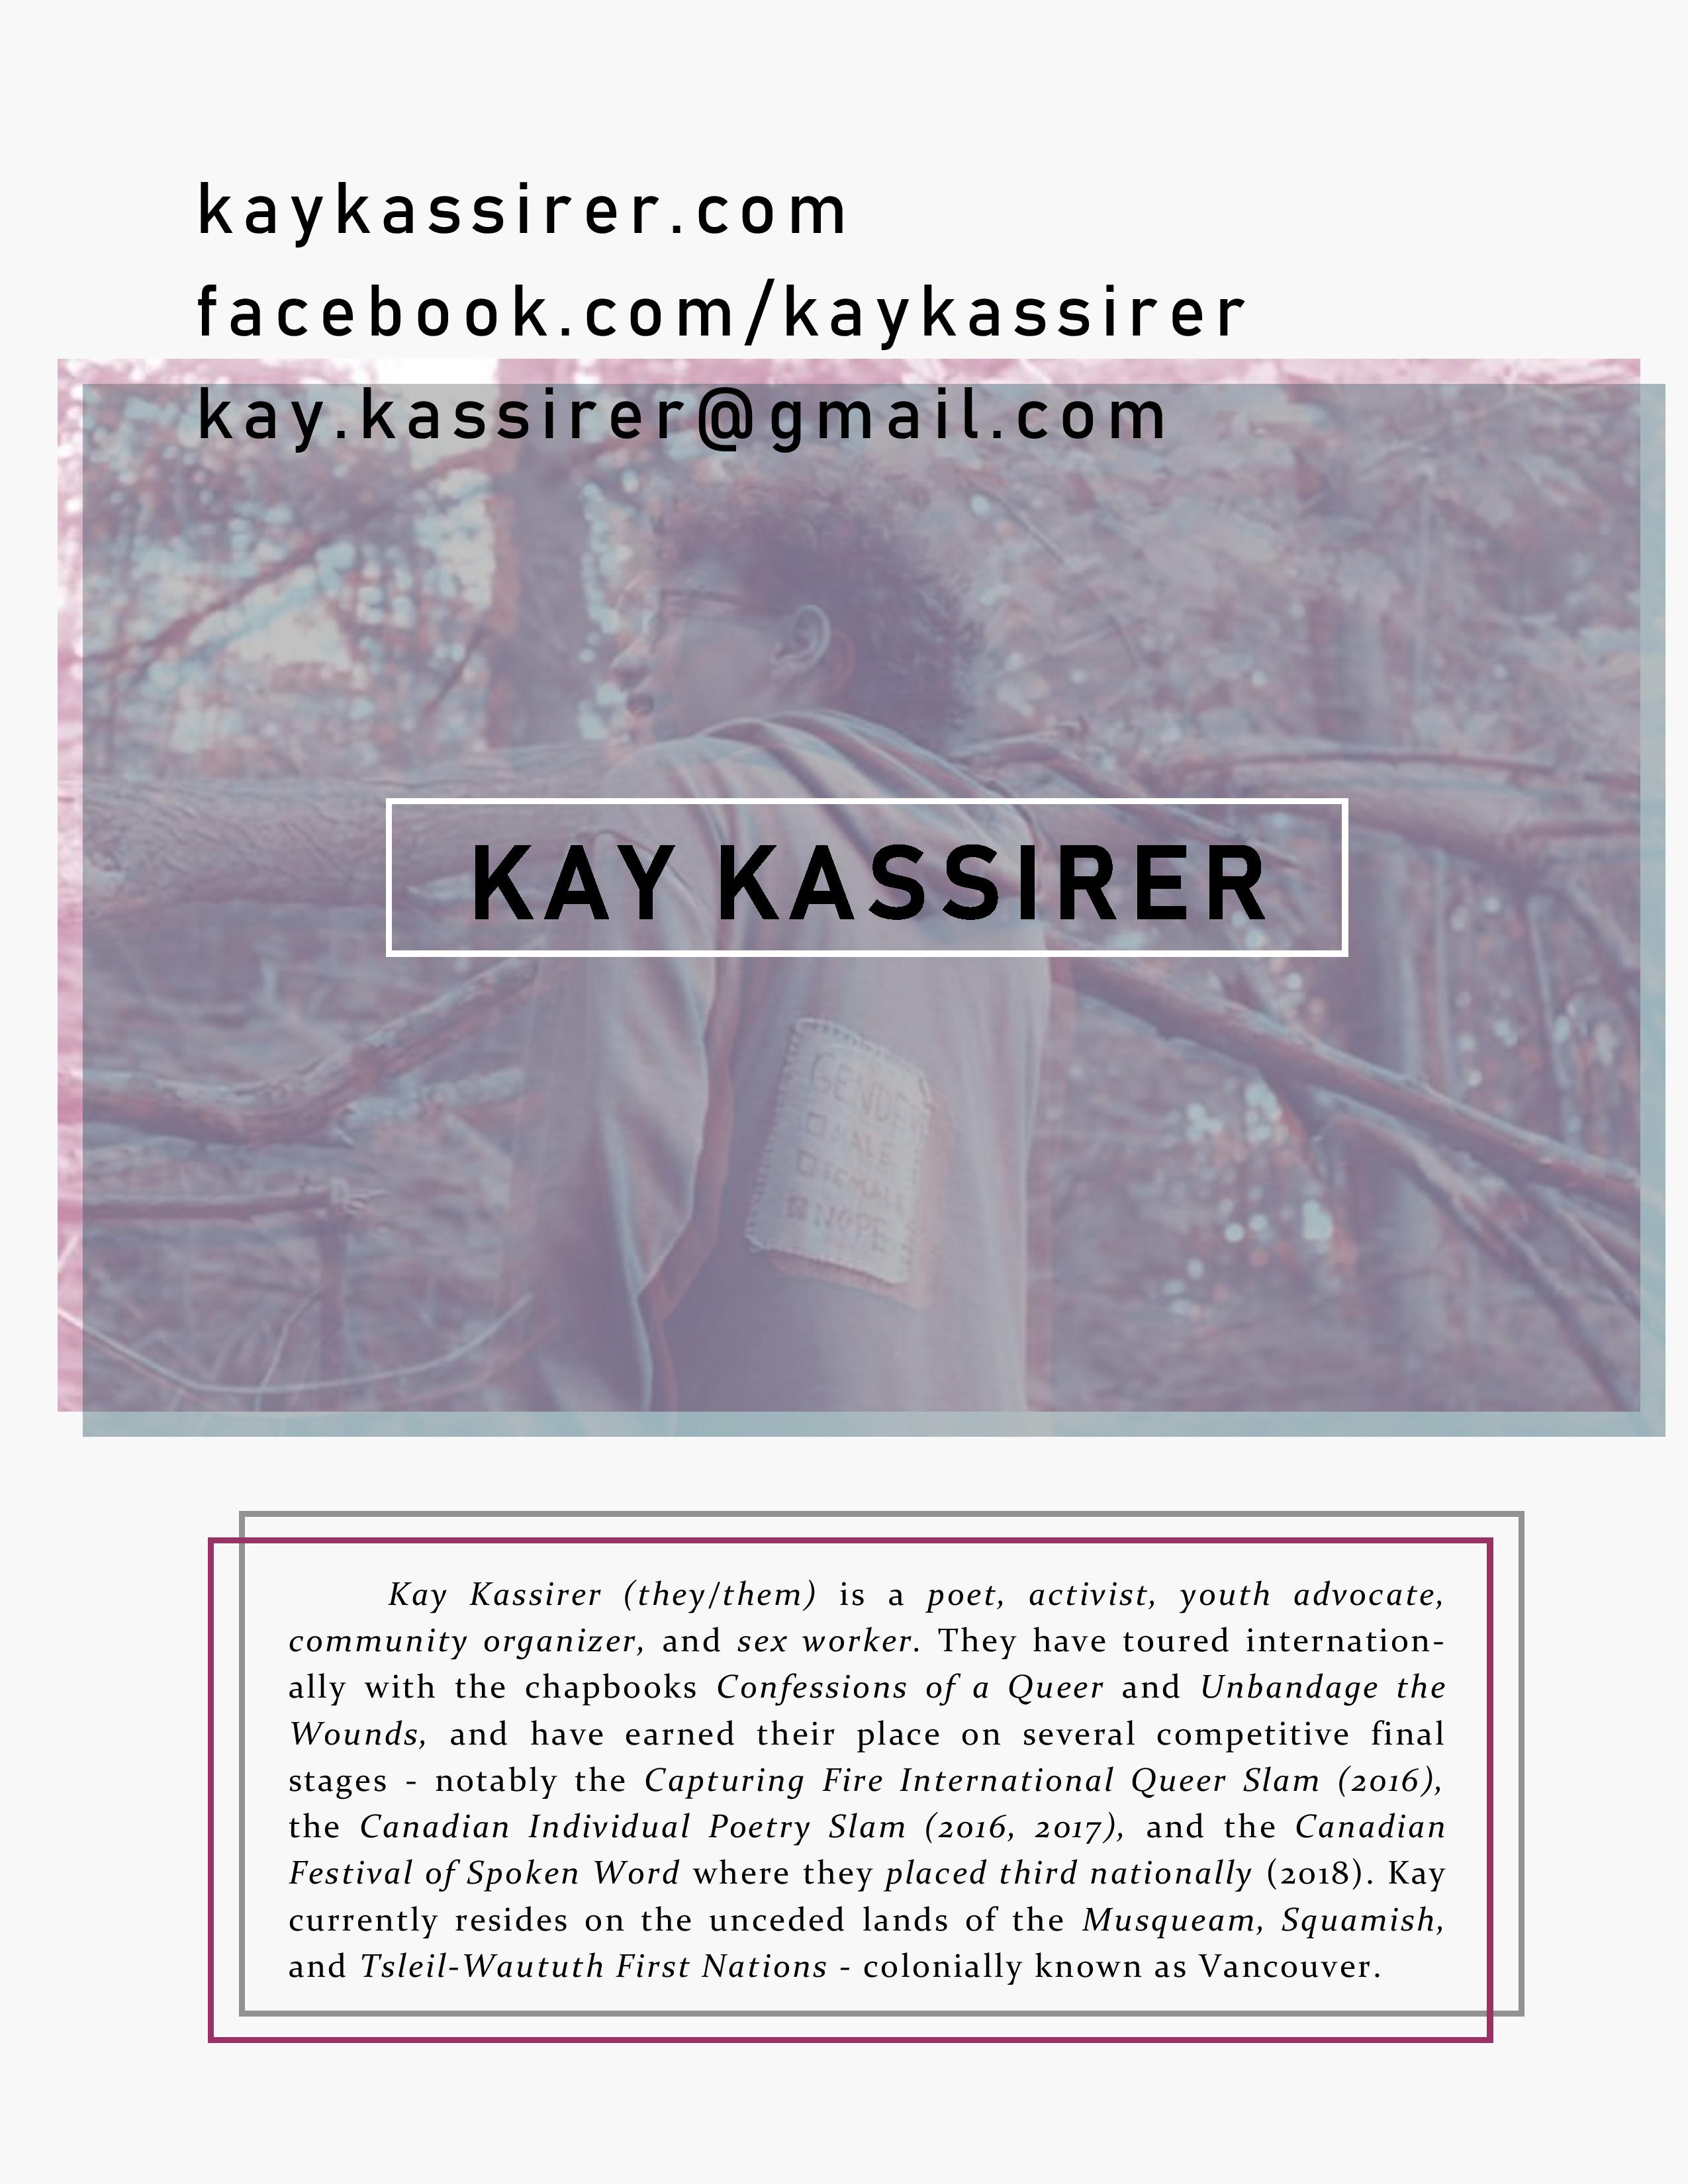 kaykassirer.com
facebook.com/kaykassirer
kay.kassirer@gmail.com
KAY KASSIRER
GENDER
□ MALE
□ FEMALE
☒ NOPE
Kay Kassirer (they/them) is a poet, activist, youth advocate,
community organizer, and sex worker. They have toured internation-
ally with the chapbooks Confessions of a Queer and Unbandage the
Wounds, and have earned their place on several competitive final
stages - notably the Capturing Fire International Queer Slam (2016),
the Canadian Individual Poetry Slam (2016, 2017), and the Canadian
Festival of Spoken Word where they placed third nationally (2018). Kay
currently resides on the unceded lands of the Musqueam, Squamish,
and Tsleil-Waututh First Nations - colonially known as Vancouver.